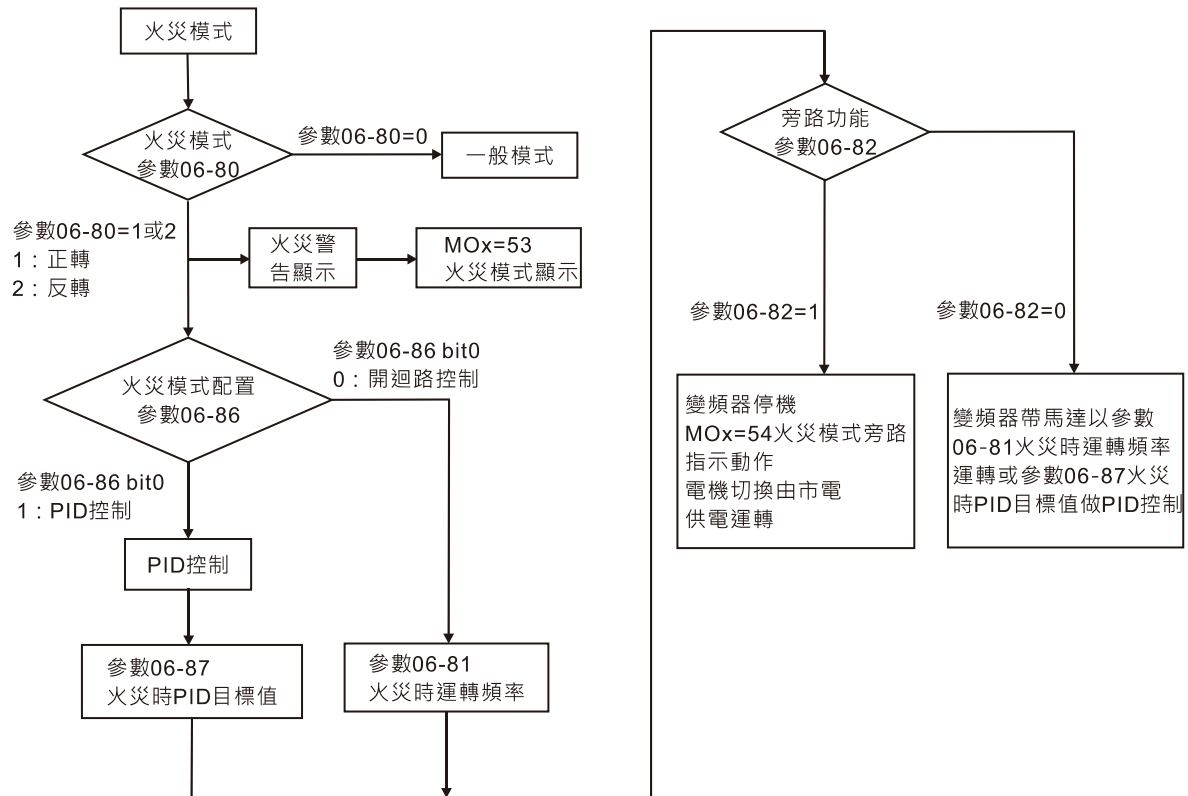 火災模式
火災模式
參數06-80
參數06-80=0
一般模式
參數06-80=1或2
1：正轉
2：反轉
火災警
告顯示
MOx=53
火災模式顯示
火災模式配置
參數06-86
參數06-86 bit0
0：開迴路控制
參數06-86 bit0
1：PID控制
PID控制
參數06-87
火災時PID目標值
參數06-81
火災時運轉頻率
旁路功能
參數06-82
參數06-82=1
參數06-82=0
變頻器停機
MOx=54火災模式旁路
指示動作
電機切換由市電
供電運轉
變頻器帶馬達以參數
06-81火災時運轉頻率
運轉或參數06-87火災
時PID目標值做PID控制